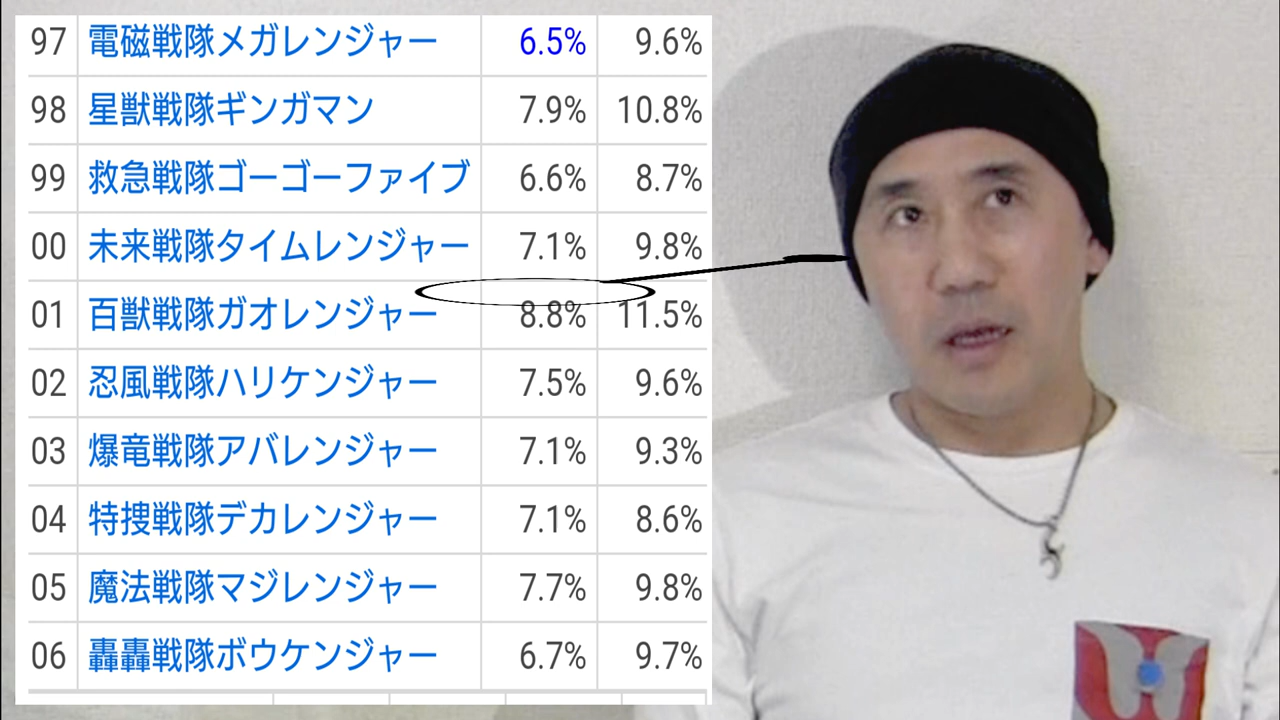 97 電磁戦隊メガレンジャー 6.5% 9.6%
98 星獣戦隊ギンガマン 7.9% 10.8%
99 救急戦隊ゴーゴーファイブ 6.6% 8.7%
00 未来戦隊タイムレンジャー 7.1% 9.8%
01 百獣戦隊ガオレンジャー 8.8% 11.5%
02 忍風戦隊ハリケンジャー 7.5% 9.6%
03 爆竜戦隊アバレンジャー 7.1% 9.3%
04 特捜戦隊デカレンジャー 7.1% 8.6%
05 魔法戦隊マジレンジャー 7.7% 9.8%
06 轟轟戦隊ボウケンジャー 6.7% 9.7%